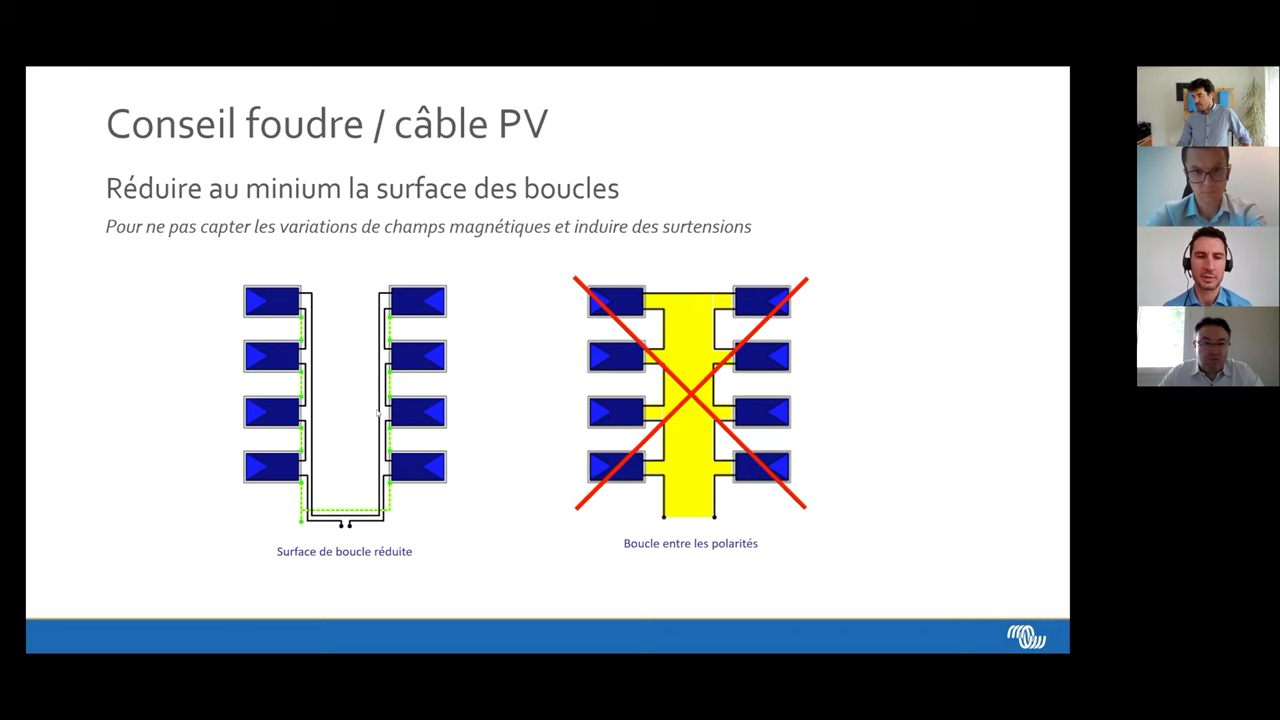 Conseil foudre / câble PV
Réduire au minium la surface des boucles
Pour ne pas capter les variations de champs magnétiques et induire des surtensions
Surface de boucle réduite
Boucle entre les polarités